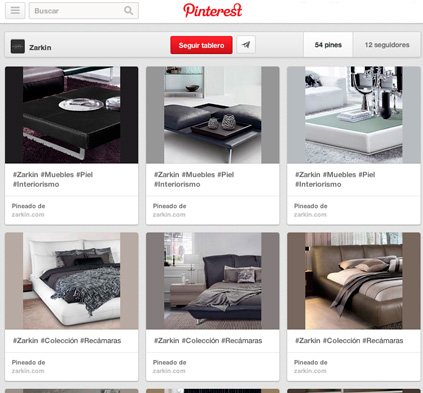 Buscar
Pinterest
Zarkin
Seguir tablero
54 pines
12 seguidores
#Zarkin #Muebles #Piel
#Interiorismo
Pineado de
zarkin.com
#Zarkin #Muebles #Piel
#Interiorismo
Pineado de
zarkin.com
#Zarkin #Muebles #Piel
#Interiorismo
Pineado de
zarkin.com
#Zarkin #Colección #Recámaras
Pineado de
zarkin.com
#Zarkin #Colección #Recámaras
Pineado de
zarkin.com
#Zarkin #Colección #Recámaras
Pineado de
zarkin.com